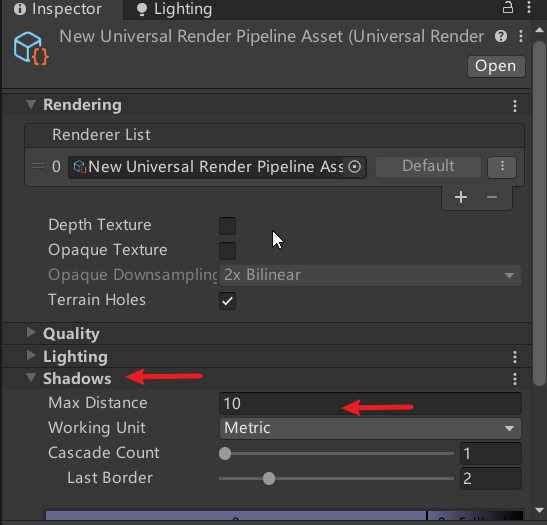 Inspector
Lighting
New Universal Render Pipeline Asset (Universal Render
Open
Rendering
Renderer List
0 New Universal Render Pipeline Ass Default
Depth Texture
Opaque Texture
Opaque Downsampling 2x Bilinear
Terrain Holes
Quality
Lighting
Shadows
Max Distance 10
Working Unit Metric
Cascade Count 1
Last Border 2